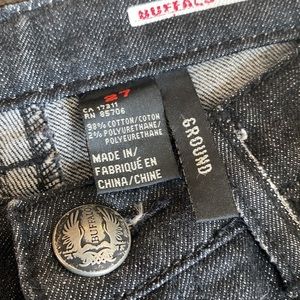 BUFFALO
27
CA 17311
RN 85706
98% COTTON/COTON
2% POLYURETHANE/
POLYURETHANE
MADE IN/
FABRIQUÉ EN
CHINA/CHINE
GROUND
BUFFALO